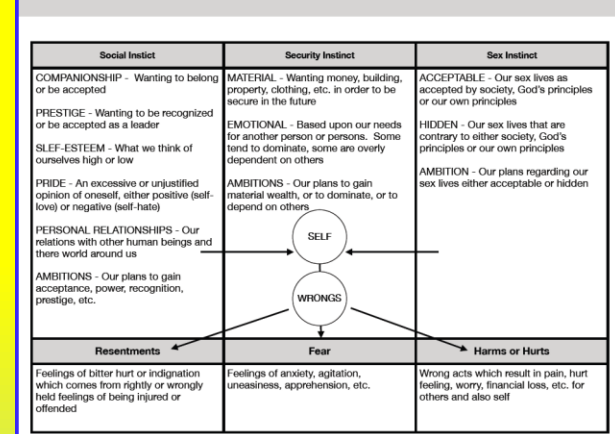 Social Instict
Security Instinct
Sex Instinct
COMPANIONSHIP - Wanting to belong
or be accepted
PRESTIGE - Wanting to be recognized
or be accepted as a leader
SLEF-ESTEEM - What we think of
ourselves high or low
PRIDE - An excessive or unjustified
opinion of oneself, either positive (self-
love) or negative (self-hate)
PERSONAL RELATIONSHIPS - Our
relations with other human beings and
there world around us
AMBITIONS - Our plans to gain
acceptance, power, recognition,
prestige, etc.
MATERIAL - Wanting money, building,
property, clothing, etc. in order to be
secure in the future
EMOTIONAL - Based upon our needs
for another person or persons. Some
tend to dominate, some are overly
dependent on others
AMBITIONS - Our plans to gain
material wealth, or to dominate, or to
depend on others
ACCEPTABLE - Our sex lives as
accepted by society, God's principles
or our own principles
HIDDEN - Our sex lives that are
contrary to either society, God's
principles or our own principles
AMBITION - Our plans regarding our
sex lives either acceptable or hidden
SELF
WRONGS
Resentments
Fear
Harms or Hurts
Feelings of bitter hurt or indignation
which comes from rightly or wrongly
held feelings of being injured or
offended
Feelings of anxiety, agitation,
uneasiness, apprehension, etc.
Wrong acts which result in pain, hurt
feeling, worry, financial loss, etc. for
others and also self